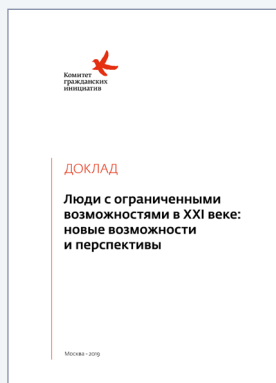 Комитет
гражданских
инициатив
ДОКЛАД
Люди с ограниченными
возможностями в XXI веке:
новые возможности
и перспективы
Москва - 2019